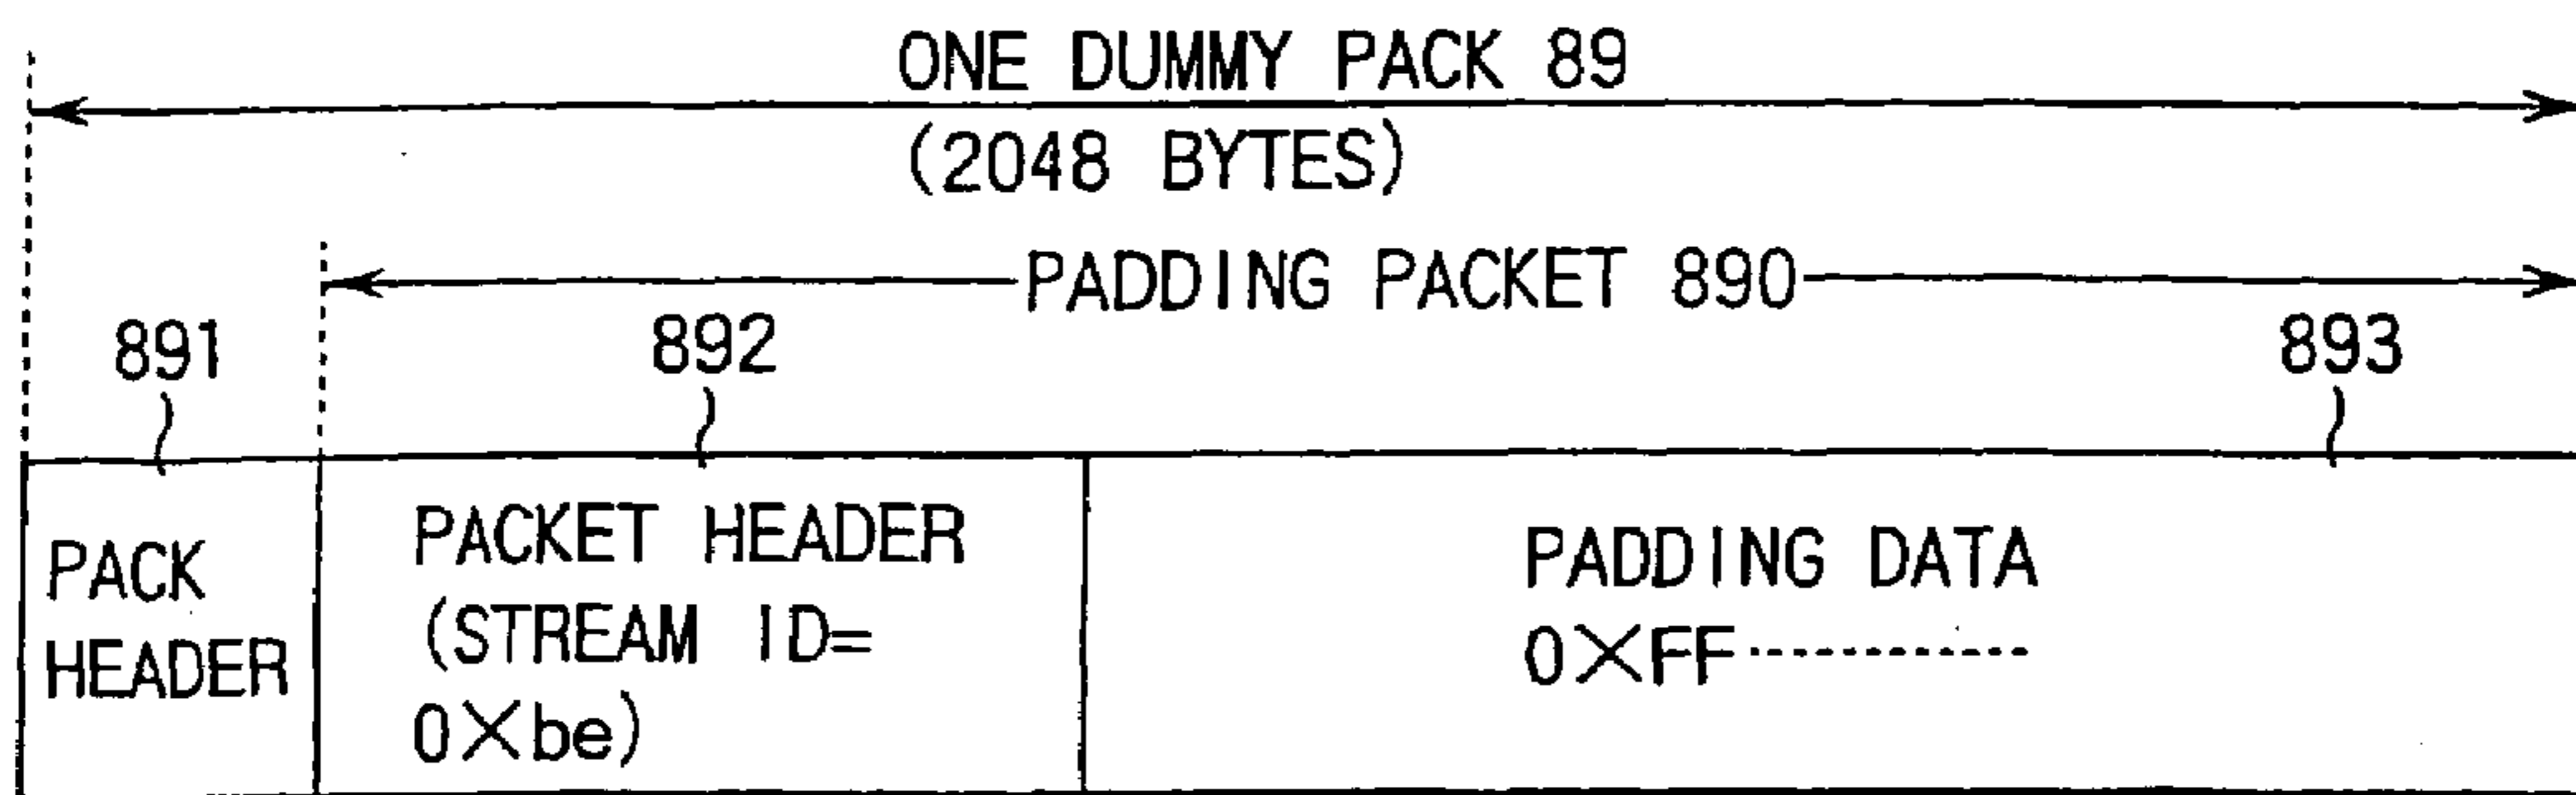 ONE DUMMY PACK 89
(2048 BYTES)
PADDING PACKET 890
891
892
893
PACK
HEADER
PACKET HEADER
(STREAM ID=
0×be)
PADDING DATA
0×FF------------